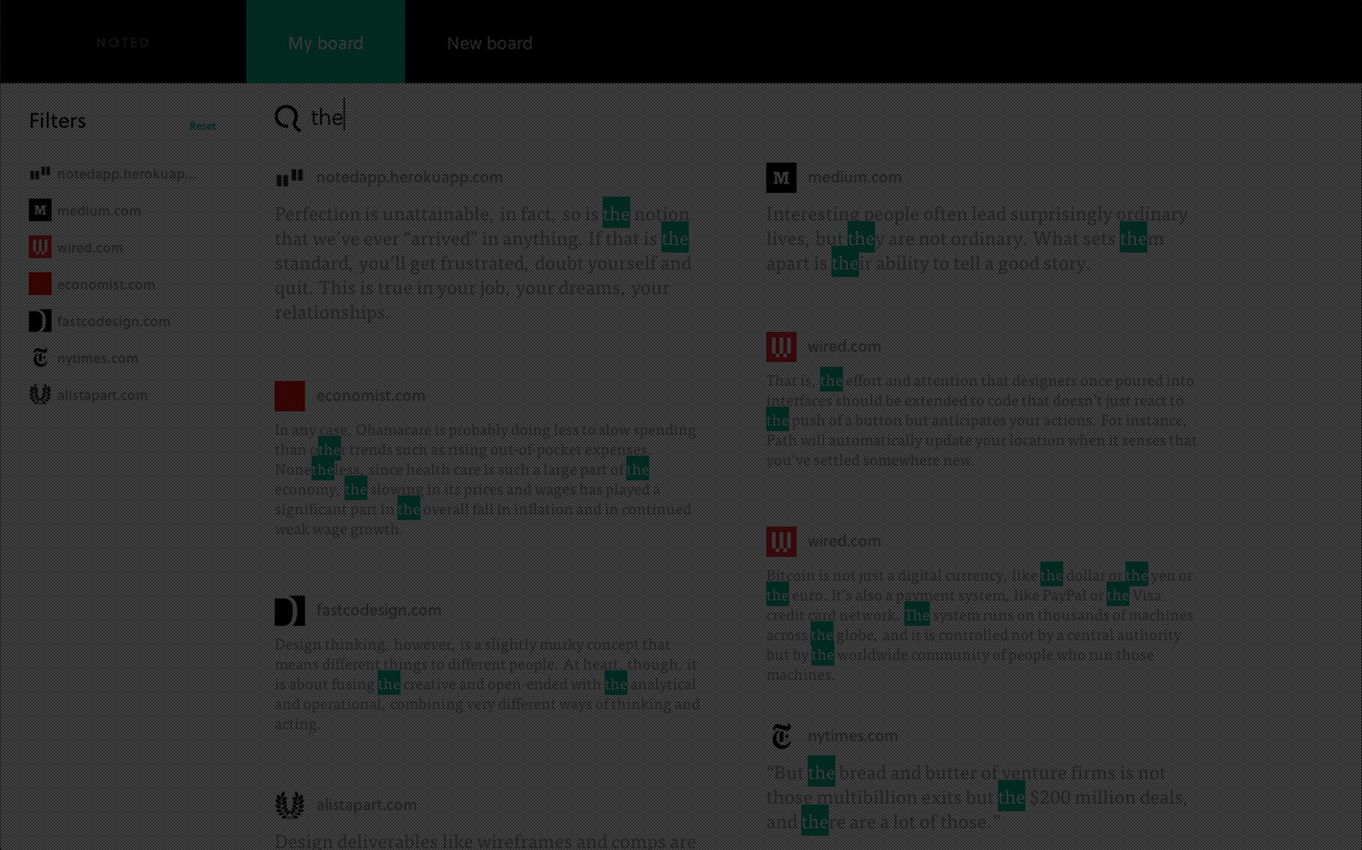 NOTED
My board
New board
Filters
Reset
notedapp.herokuap...
medium.com
wired.com
economist.com
fastcodesign.com
nytimes.com
alistapart.com
the
notedapp.herokuapp.com
Perfection is unattainable, in fact, so is the notion
that we’ve ever “arrived” in anything. If that is the
standard, you’ll get frustrated, doubt yourself and
quit. This is true in your job, your dreams, your
relationships.
economist.com
In any case, Obamacare is probably doing less to slow spending
than other trends such as rising out-of-pocket expenses.
Nonetheless, since health care is such a large part of the
economy, the slowing in its prices and wages has played a
significant part in the overall fall in inflation and in continued
weak wage growth.
fastcodesign.com
Design thinking, however, is a slightly murky concept that
means different things to different people. At heart, though, it
is about fusing the creative and open-ended with the analytical
and operational, combining very different ways of thinking and
acting.
alistapart.com
Design deliverables like wireframes and comps are
M
medium.com
Interesting people often lead surprisingly ordinary
lives, but they are not ordinary. What sets them
apart is their ability to tell a good story.
wired.com
That is, the effort and attention that designers once poured into
interfaces should be extended to code that doesn’t just react to
the push of a button but anticipates your actions. For instance,
Path will automatically update your location when it senses that
you’ve settled somewhere new.
wired.com
Bitcoin is not just a digital currency, like the dollar or the yen or
the euro. It’s also a payment system, like PayPal or the Visa
credit card network. The system runs on thousands of machines
across the globe, and it is controlled not by a central authority
but by the worldwide community of people who run those
machines.
nytimes.com
“But the bread and butter of venture firms is not
those multibillion exits but the $200 million deals,
and there are a lot of those.”